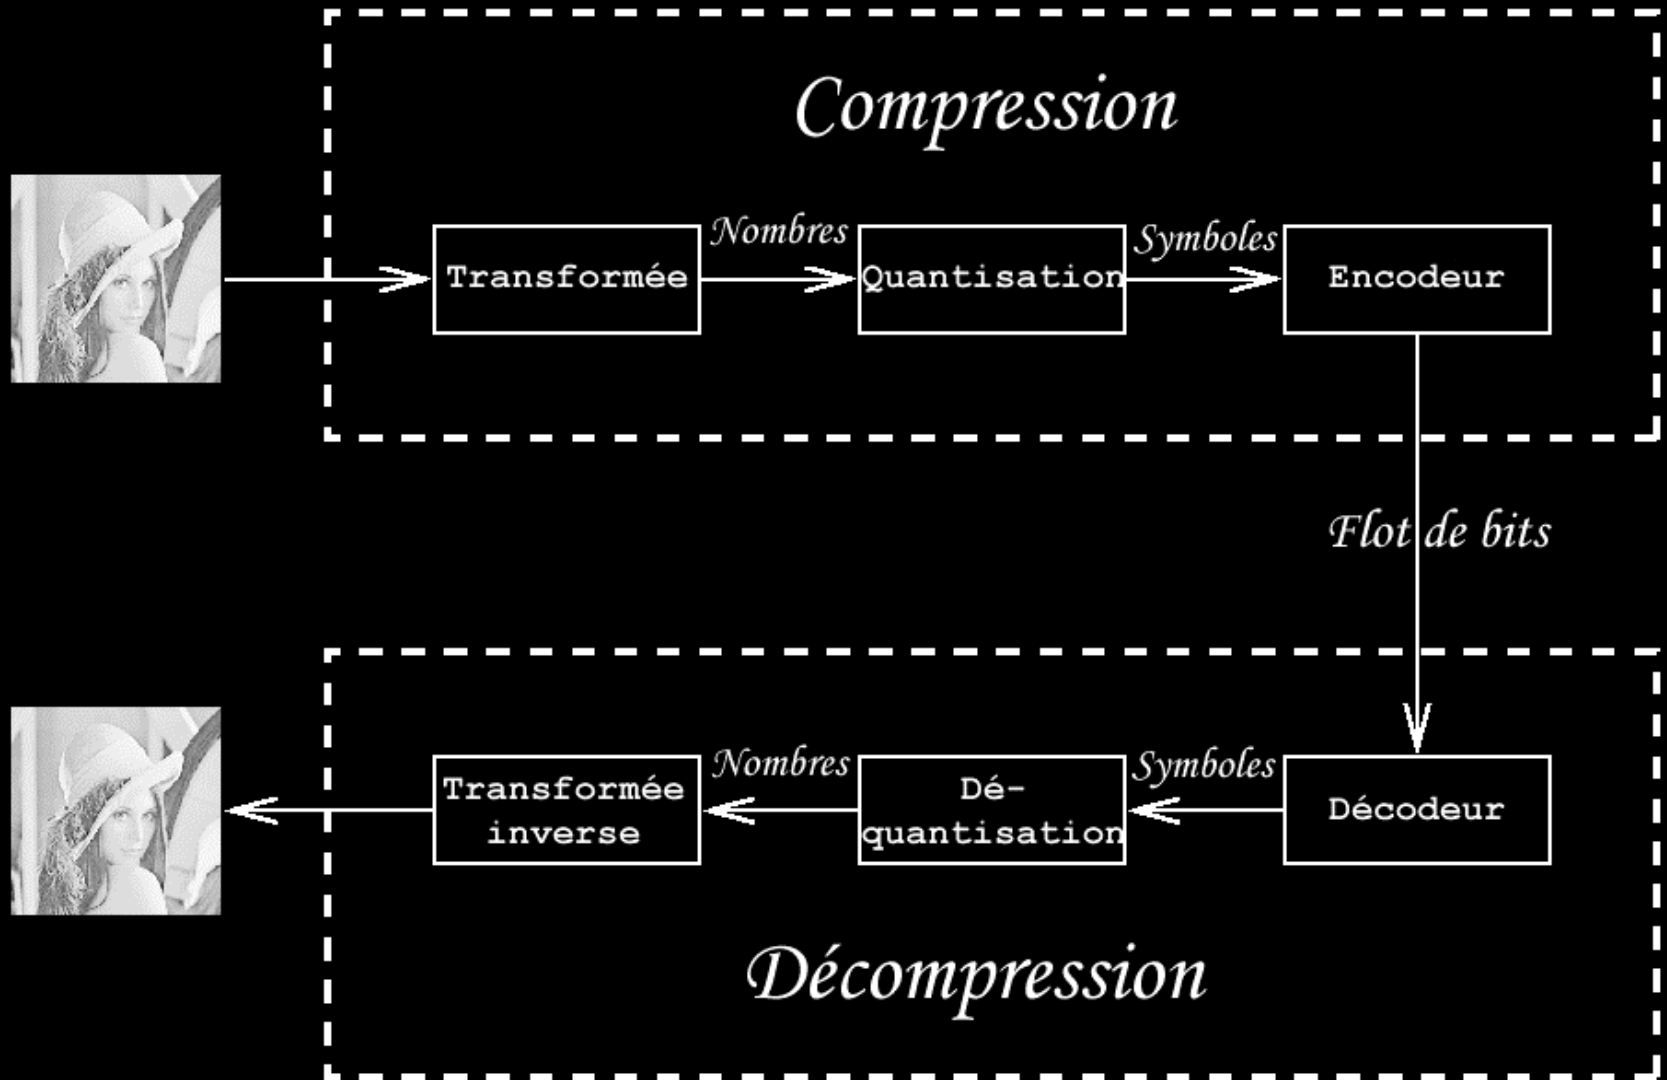 Compression
Nombres
Symboles
Transformée
Quantisation
Encodeur
Flot de bits
Nombres
Symboles
Transformée
inverse
Dé-
quantisation
Décodeur
Décompression